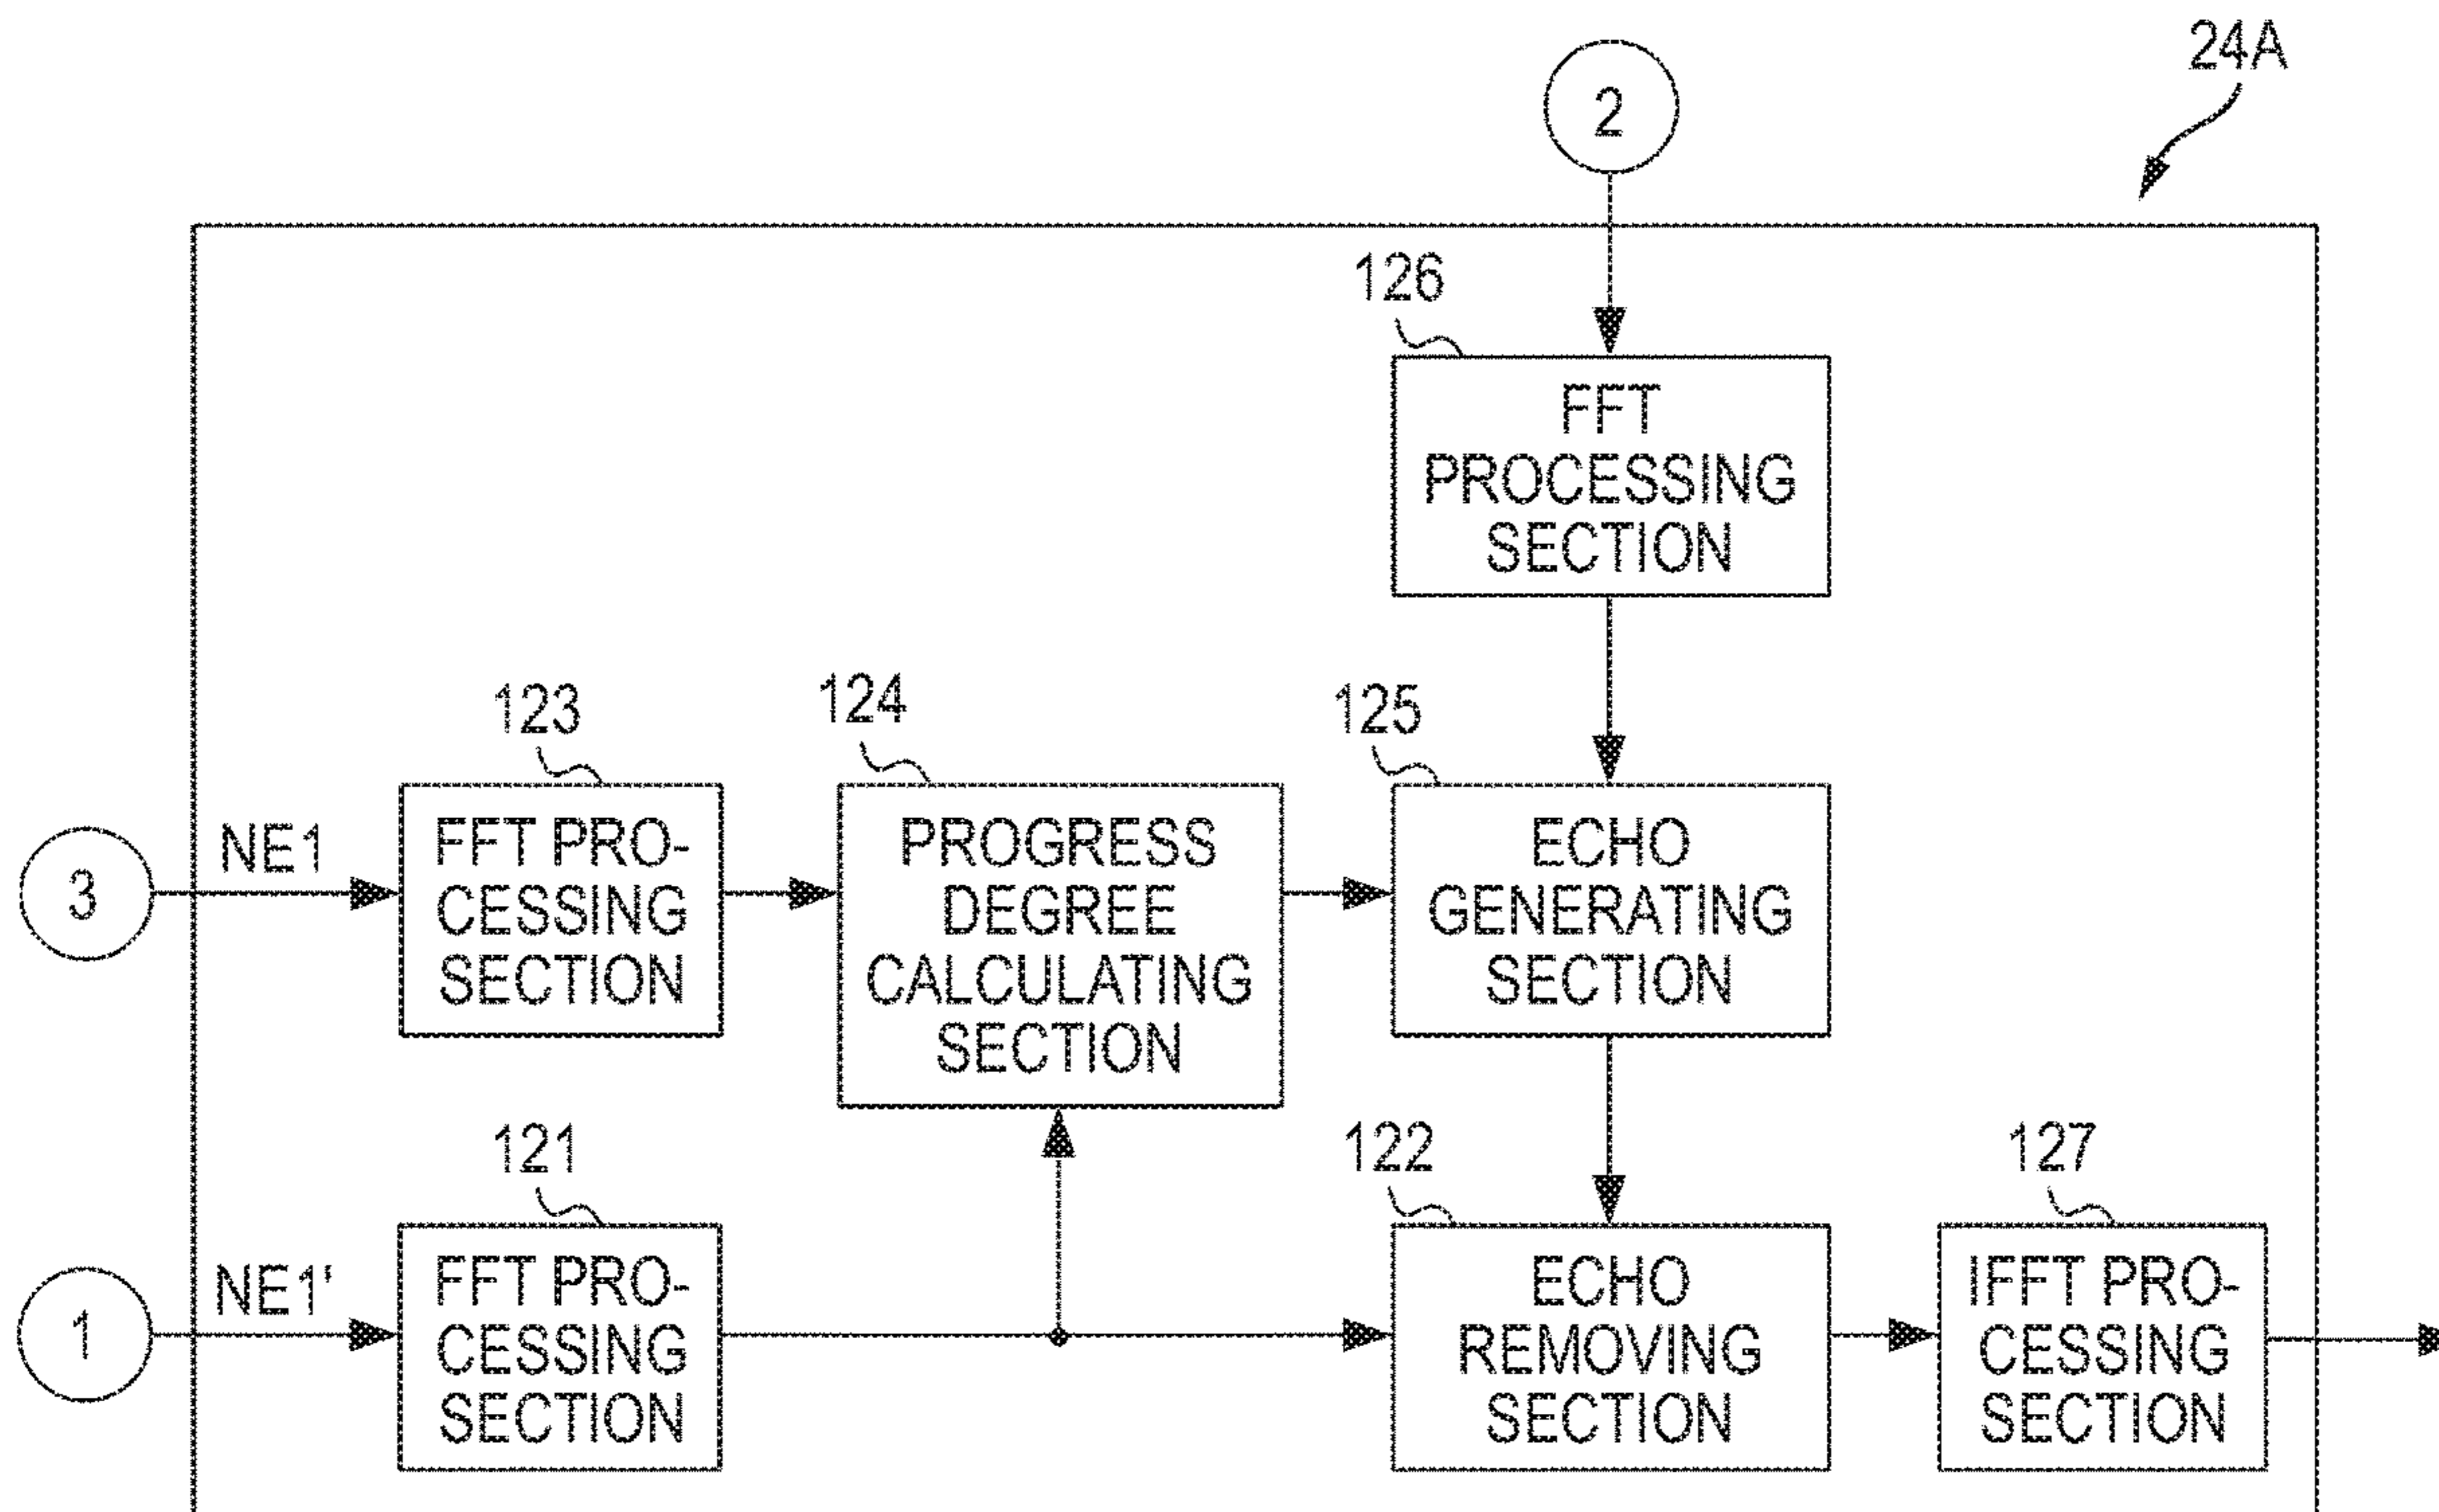 24A
2
126
FFT
PROCESSING
SECTION
123
124
125
3
NE1
FFT PRO-
CESSING
SECTION
PROGRESS
DEGREE
CALCULATING
SECTION
ECHO
GENERATING
SECTION
121
122
127
1
NE1'
FFT PRO-
CESSING
SECTION
ECHO
REMOVING
SECTION
IFFT PRO-
CESSING
SECTION